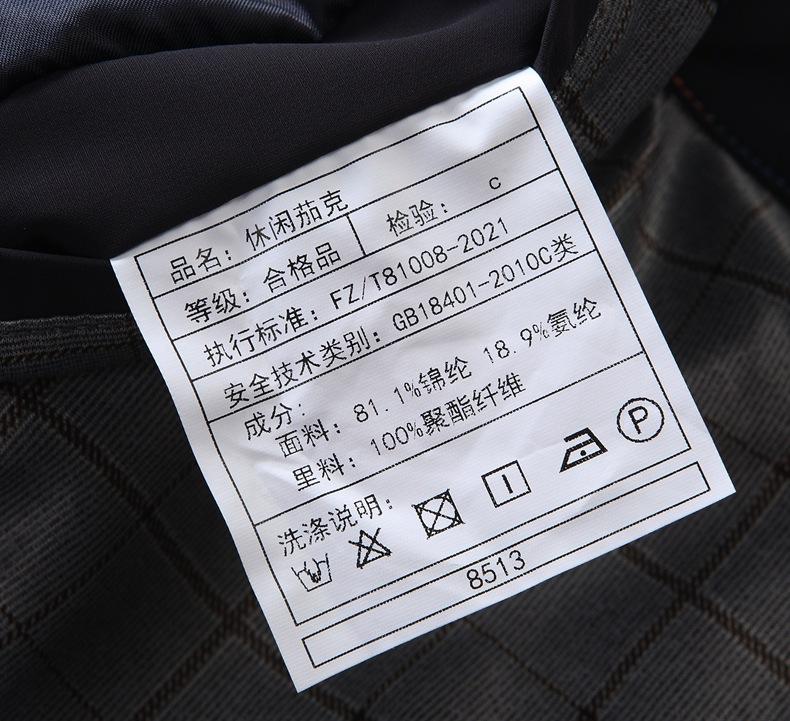 品名：休闲茄克
等级：合格品 检验： c
执行标准：FZ/T81008-2021
安全技术类别：GB18401-2010C类
成分：
面料：81.1%锦纶 18.9%氨纶
里料：100%聚酯纤维
洗涤说明：
P
8513